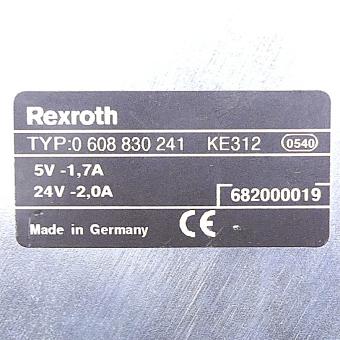 Rexroth
TYP:0 608 830 241 KE312 0540
5V -1,7A
24V -2,0A 682000019
Made in Germany CE